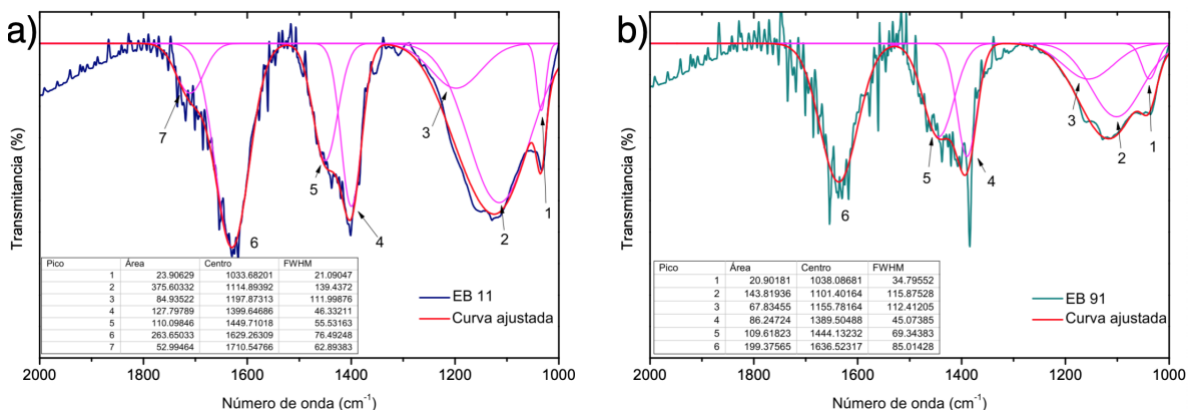 a)
Transmitancia (%)
7
6
5
4
3
2
1
Pico Área Centro FWHM
1 23.90629 1033.68201 21.09047
2 375.60332 1114.89392 139.4372
3 84.93522 1197.87313 111.99876
4 127.79789 1399.64686 46.33211
5 110.09846 1449.71018 55.53163
6 263.65033 1629.26309 76.49248
7 52.99464 1710.54766 62.89383
EB 11
Curva ajustada
2000 1800 1600 1400 1200 1000
Número de onda (cm⁻¹)
b)
Transmitancia (%)
6
5
4
3
2
1
Pico Área Centro FWHM
1 20.90181 1038.08681 34.79552
2 143.81936 1101.40164 115.87528
3 67.83455 1155.78164 112.41205
4 86.24724 1389.50488 45.07385
5 109.61823 1444.13232 69.34383
6 199.37565 1636.52317 85.01428
EB 91
Curva ajustada
2000 1800 1600 1400 1200 1000
Número de onda (cm⁻¹)